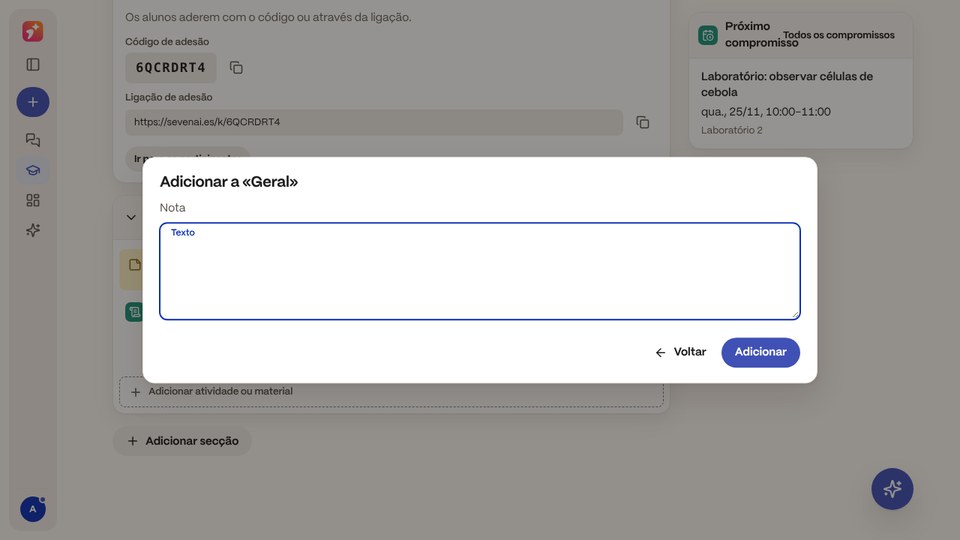 Os alunos aderem com o código ou através da ligação.
Código de adesão
6QCRDRT4
Ligação de adesão
https://sevenai.es/k/6QCRDRT4
Próximo compromisso
Todos os compromissos
Laboratório: observar células de cebola
qua., 25/11, 10:00–11:00
Laboratório 2
Adicionar a «Geral»
Nota
Texto
Voltar
Adicionar
Adicionar atividade ou material
Adicionar secção
A